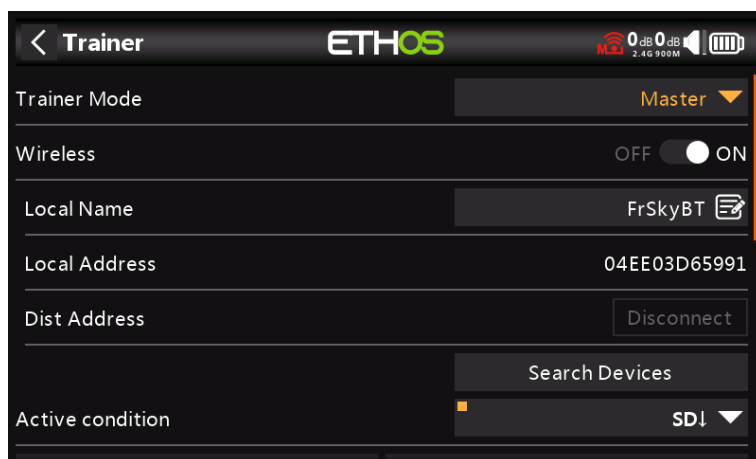 Trainer
ETHOS
0dB 0dB
2.4G 900M
Trainer Mode
Master
Wireless
OFF ON
Local Name
FrSkyBT
Local Address
04EE03D65991
Dist Address
Disconnect
Search Devices
Active condition
SD↓